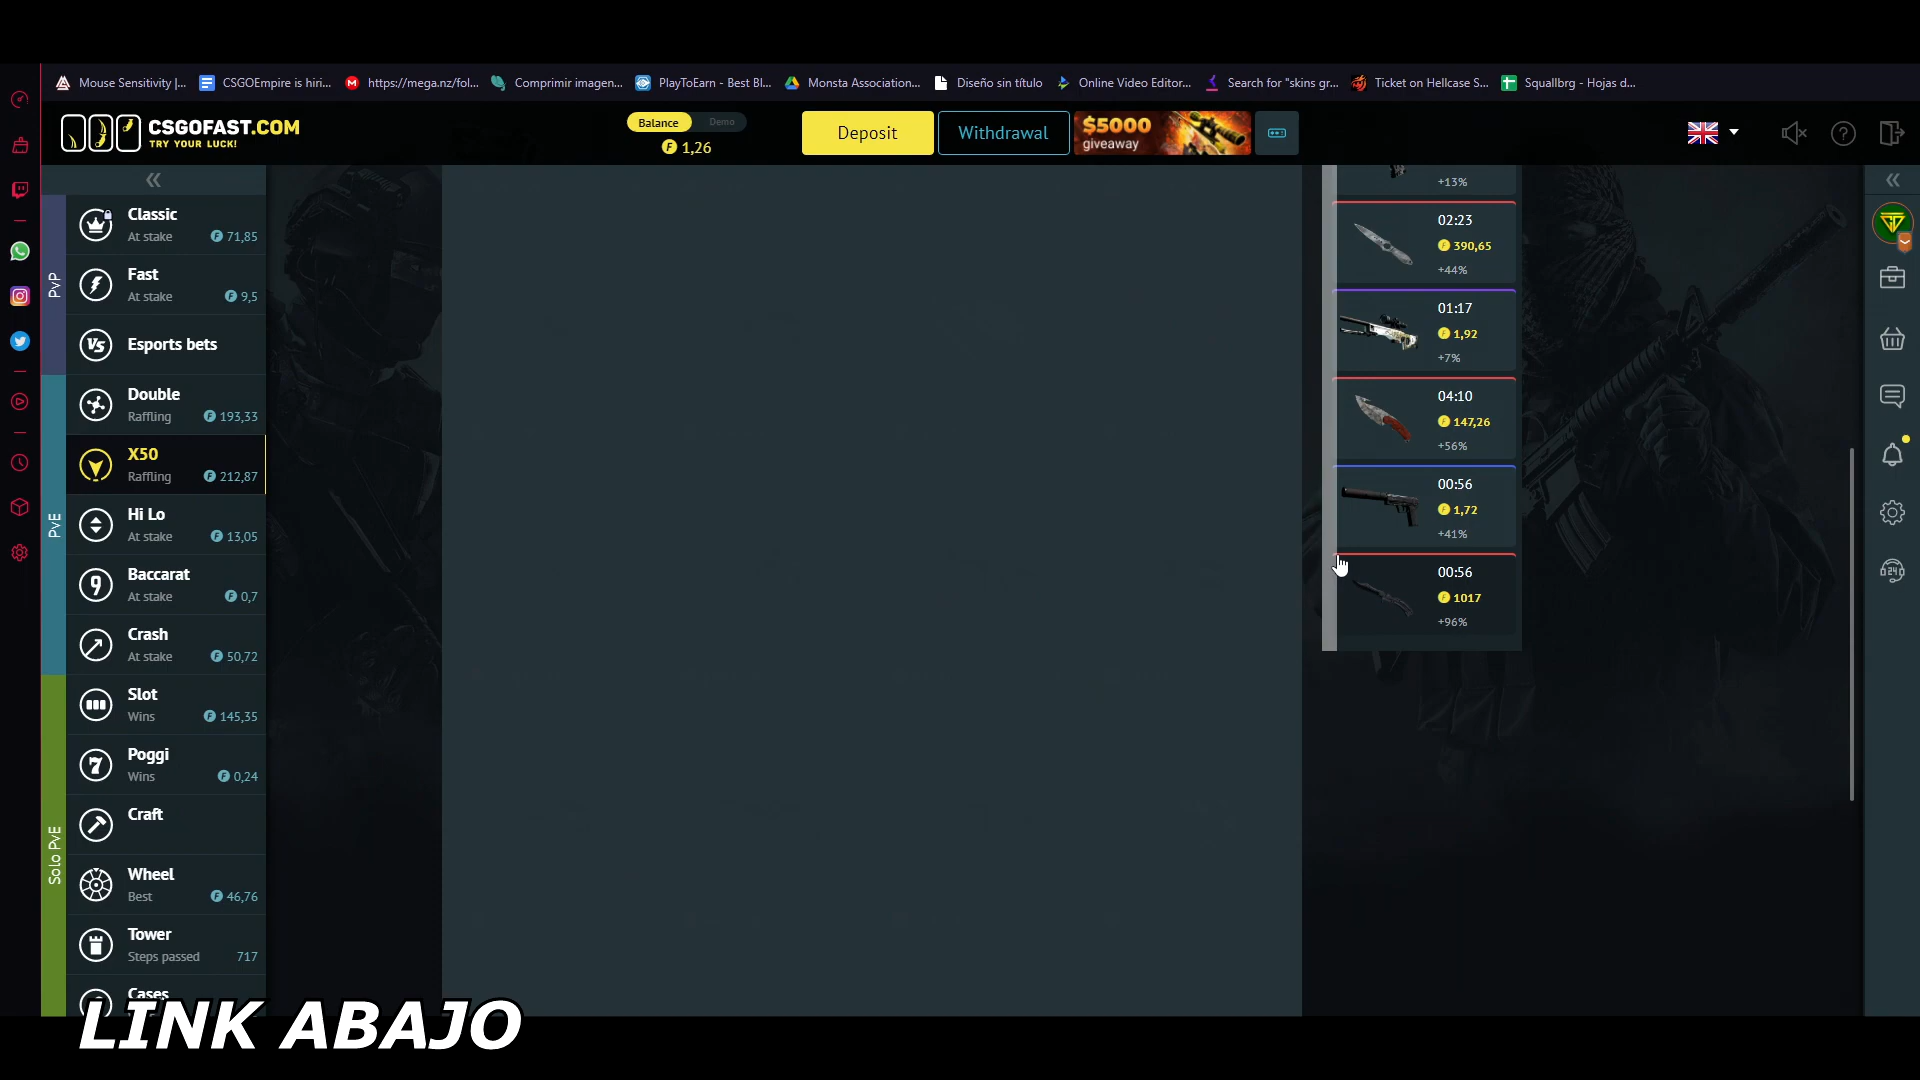 Mouse Sensitivity |...
CSGOEmpire is hiri...
https://mega.nz/fol...
Comprimir imagen...
PlayToEarn - Best Bl...
Monsta Association...
Diseño sin título
Online Video Editor...
Search for "skins gr...
Ticket on Hellcase S...
Squallbrg - Hojas d...
CSGOFAST.COM
TRY YOUR LUCK!
Balance
Demo
1,26
Deposit
Withdrawal
$5000
giveaway
PvP
Classic
At stake 71,85
Fast
At stake 9,5
Esports bets
PvE
Double
Raffling 193,33
X50
Raffling 212,87
Hi Lo
At stake 13,05
Baccarat
At stake 0,7
Crash
At stake 50,72
Solo PvE
Slot
Wins 145,35
Poggi
Wins 0,24
Craft
Wheel
Best 46,76
Tower
Steps passed 717
Cases
+13%
02:23
390,65
+44%
01:17
1,92
+7%
04:10
147,26
+56%
00:56
1,72
+41%
00:56
1017
+96%
LINK ABAJO